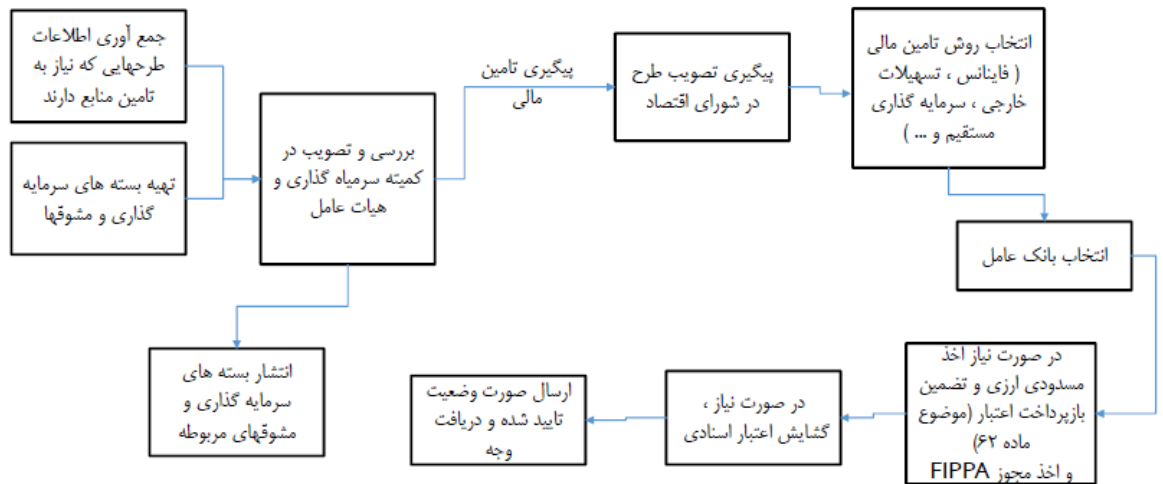 جمع آوری اطلاعات
طرحهایی که نیاز به
تامین منابع دارند
تهیه بسته های سرمایه
گذاری و مشوقها
بررسی و تصویب در
کمیته سرمیاه گذاری و
هیات عامل
انتشار بسته های
سرمایه گذاری و
مشوقهای مربوطه
پیگیری تامین
مالی
پیگیری تصویب طرح
در شورای اقتصاد
انتخاب روش تامین مالی
( فاینانس ، تسهیلات
خارجی ، سرمایه گذاری
مستقیم و ... )
انتخاب بانک عامل
در صورت نیاز اخذ
مسدودی ارزی و تضمین
بازپرداخت اعتبار (موضوع
ماده ۶۲)
و اخذ مجوز FIPPA
در صورت نیاز ،
گشایش اعتبار اسنادی
ارسال صورت وضعیت
تایید شده و دریافت
وجه